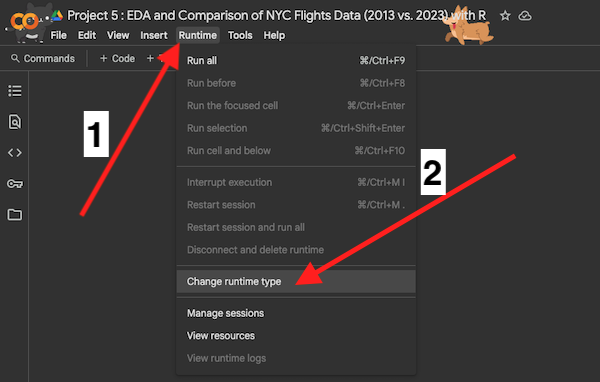 Project 5 : EDA and Comparison of NYC Flights Data (2013 vs. 2023) with R
File Edit View Insert Runtime Tools Help
Commands + Code +
Run all ⌘/Ctrl+F9
Run before ⌘/Ctrl+F8
Run the focused cell ⌘/Ctrl+Enter
Run selection ⌘/Ctrl+Shift+Enter
Run cell and below ⌘/Ctrl+F10
Interrupt execution ⌘/Ctrl+M I
Restart session ⌘/Ctrl+M .
Restart session and run all
Disconnect and delete runtime
Change runtime type
Manage sessions
View resources
View runtime logs
1
2